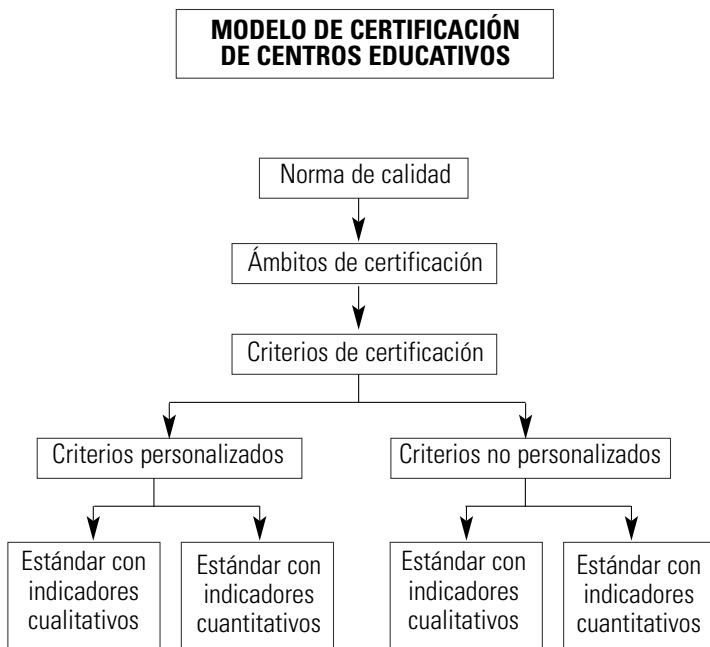 MODELO DE CERTIFICACIÓN
DE CENTROS EDUCATIVOS
Norma de calidad
Ámbitos de certificación
Criterios de certificación
Criterios personalizados
Criterios no personalizados
Estándar con
indicadores
cualitativos
Estándar con
indicadores
cuantitativos
Estándar con
indicadores
cualitativos
Estándar con
indicadores
cuantitativos